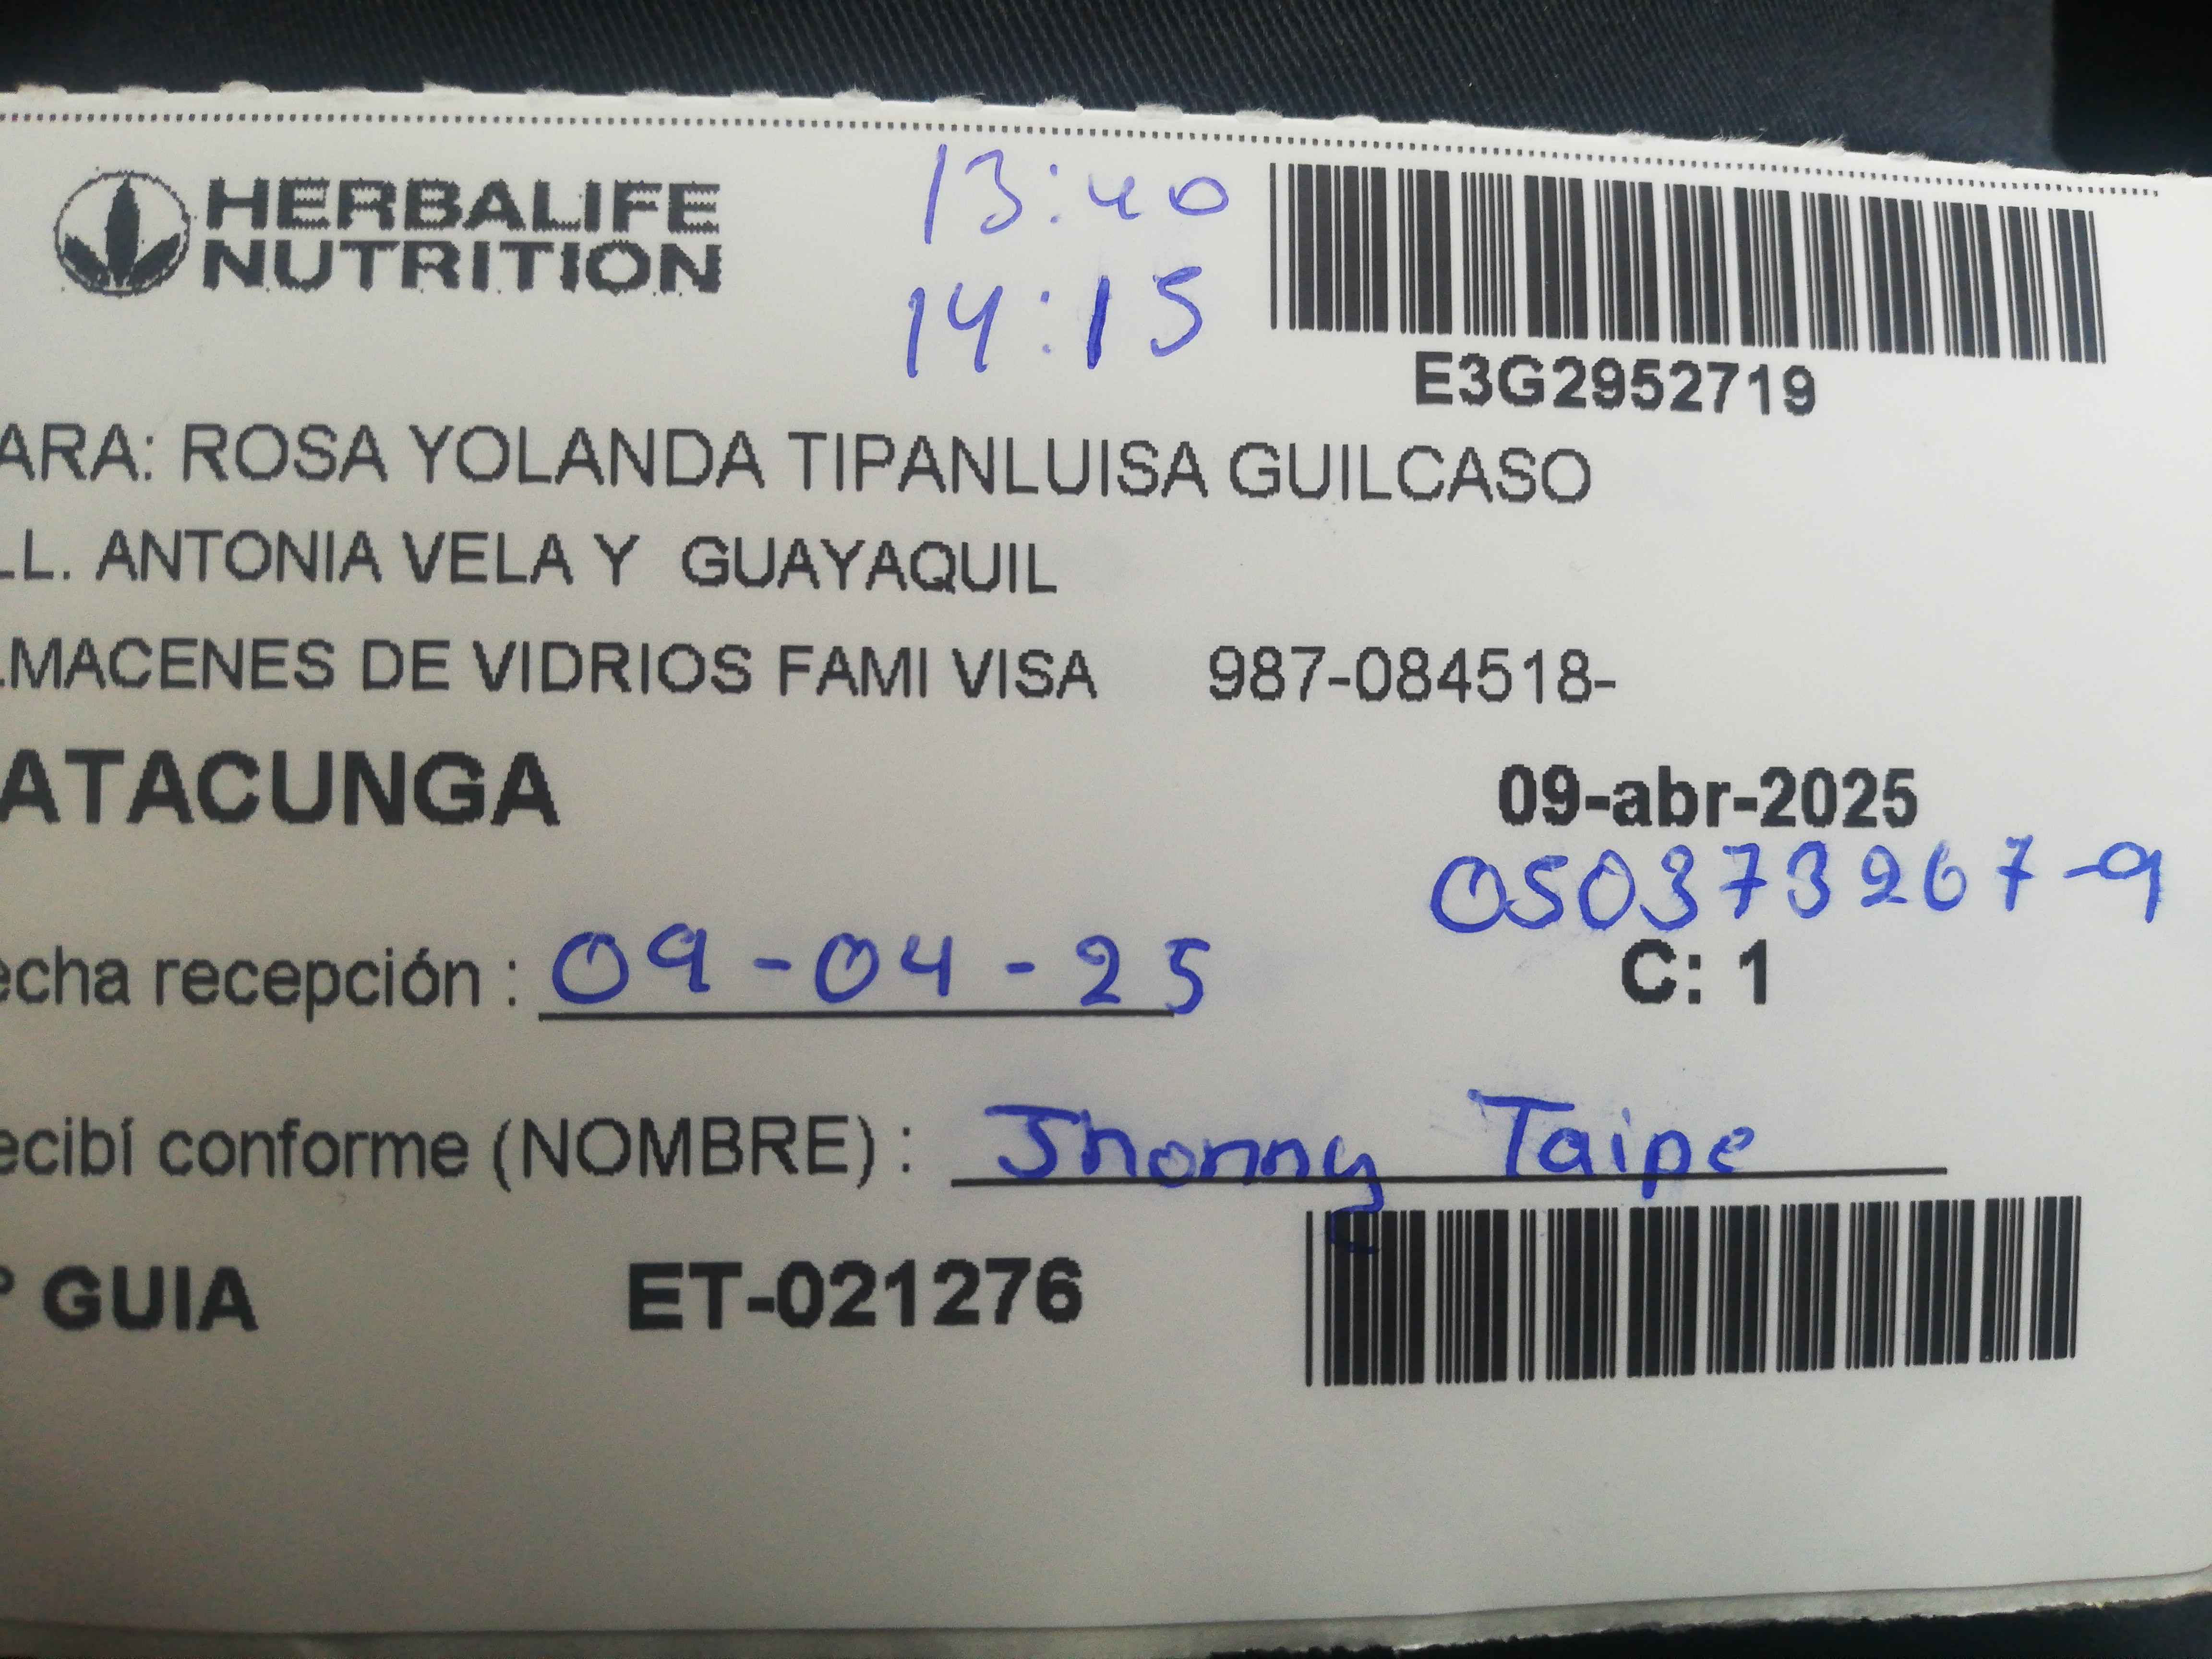 HERBALIFE
NUTRITION
13:40
14:15
E3G2952719
ARA: ROSA YOLANDA TIPANLUISA GUILCASO
LL. ANTONIA VELA Y GUAYAQUIL
MACENES DE VIDRIOS FAMI VISA 987-084518-
ATACUNGA
09-abr-2025
050373267-9
echa recepción : 09-04-25
C: 1
ecibí conforme (NOMBRE) : Jhonny Taipe
° GUIA ET-021276